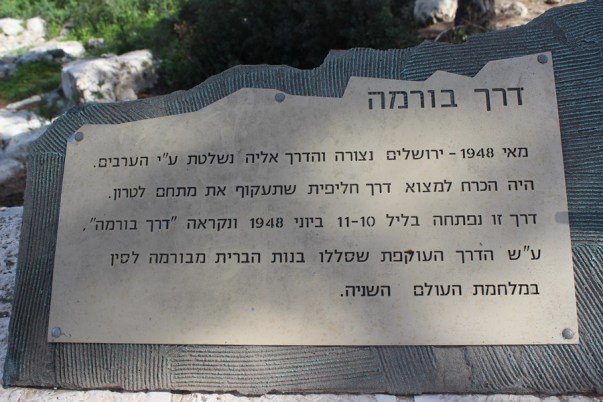 דרך בורמה
מאי 1948 - ירושלים נצורה והדרך אליה נשלטת ע"י הערבים.
היה הכרח למצוא דרך חליפית שתעקוף את מתחם לטרון.
דרך זו נפתחה בליל 11-10 ביוני 1948 ונקראה "דרך בורמה".
ע"ש הדרך העוקפת שסללו בנות הברית מבורמה לסין
במלחמת העולם השניה.